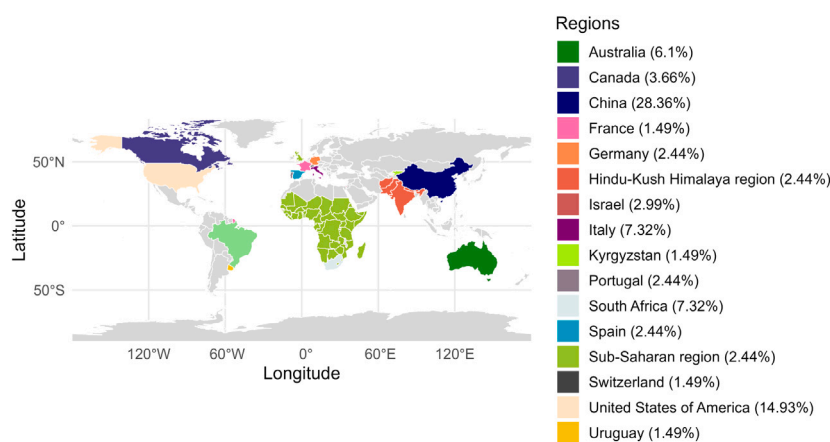 Regions
Australia (6.1%)
Canada (3.66%)
China (28.36%)
France (1.49%)
Germany (2.44%)
Hindu-Kush Himalaya region (2.44%)
Israel (2.99%)
Italy (7.32%)
Kyrgyzstan (1.49%)
Portugal (2.44%)
South Africa (7.32%)
Spain (2.44%)
Sub-Saharan region (2.44%)
Switzerland (1.49%)
United States of America (14.93%)
Uruguay (1.49%)
Latitude
50°N
0°
50°S
120°W 60°W 0° 60°E 120°E
Longitude